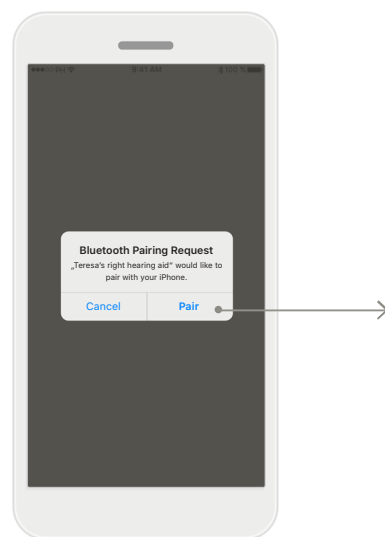 9:41 AM 100 %
Bluetooth Pairing Request
„Teresa's right hearing aid“ would like to
pair with your iPhone.
Cancel Pair